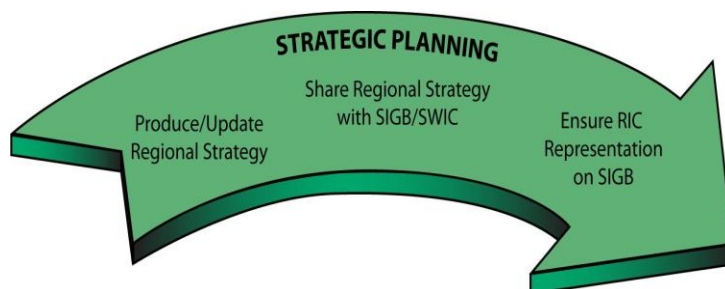 STRATEGIC PLANNING
Produce/Update
Regional Strategy
Share Regional Strategy
with SIGB/SWIC
Ensure RIC
Representation
on SIGB